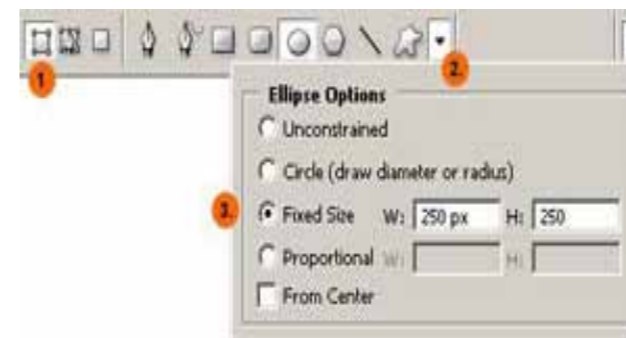 1
2.
Ellipse Options
Unconstrained
Circle (draw diameter or radius)
3. Fixed Size W: 250 px H: 250
Proportional W: H:
From Center